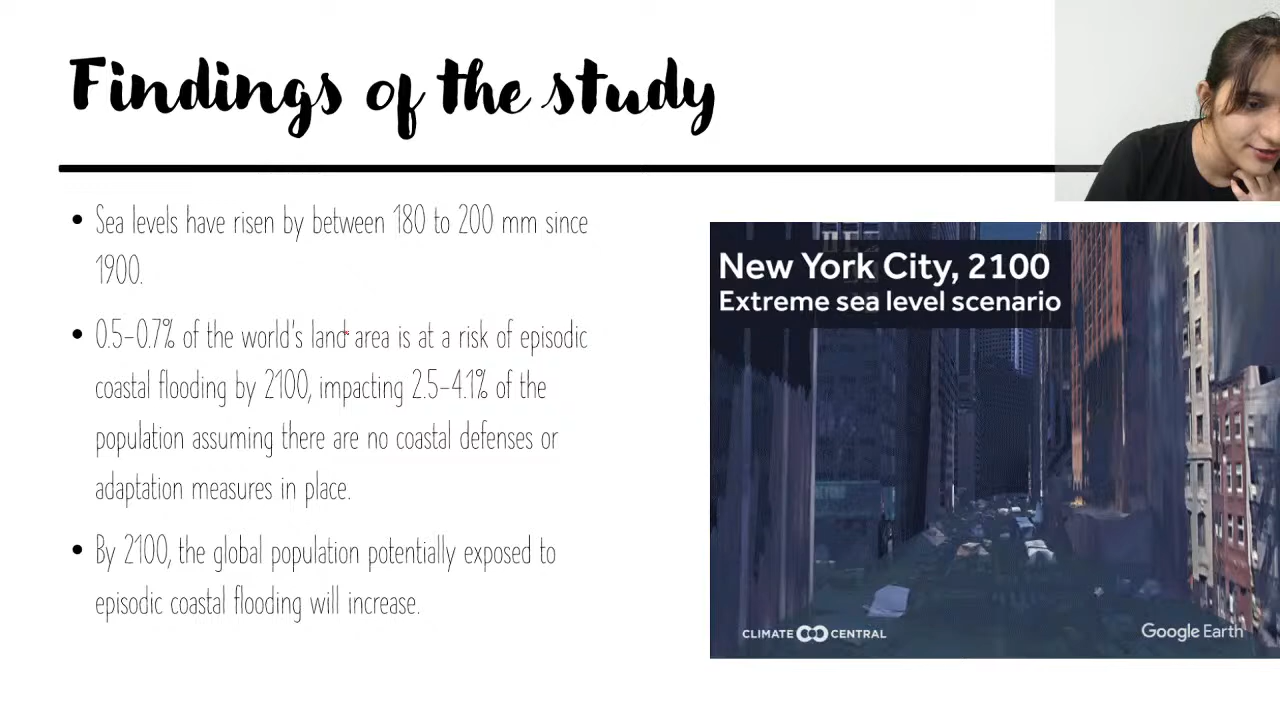 Findings of the study
• Sea levels have risen by between 180 to 200 mm since
1900.
• 0.5-0.7% of the world's land area is at a risk of episodic
coastal flooding by 2100, impacting 2.5-4.1% of the
population assuming there are no coastal defenses or
adaptation measures in place.
• By 2100, the global population potentially exposed to
episodic coastal flooding will increase.
New York City, 2100
Extreme sea level scenario
CLIMATE CENTRAL
Google Earth